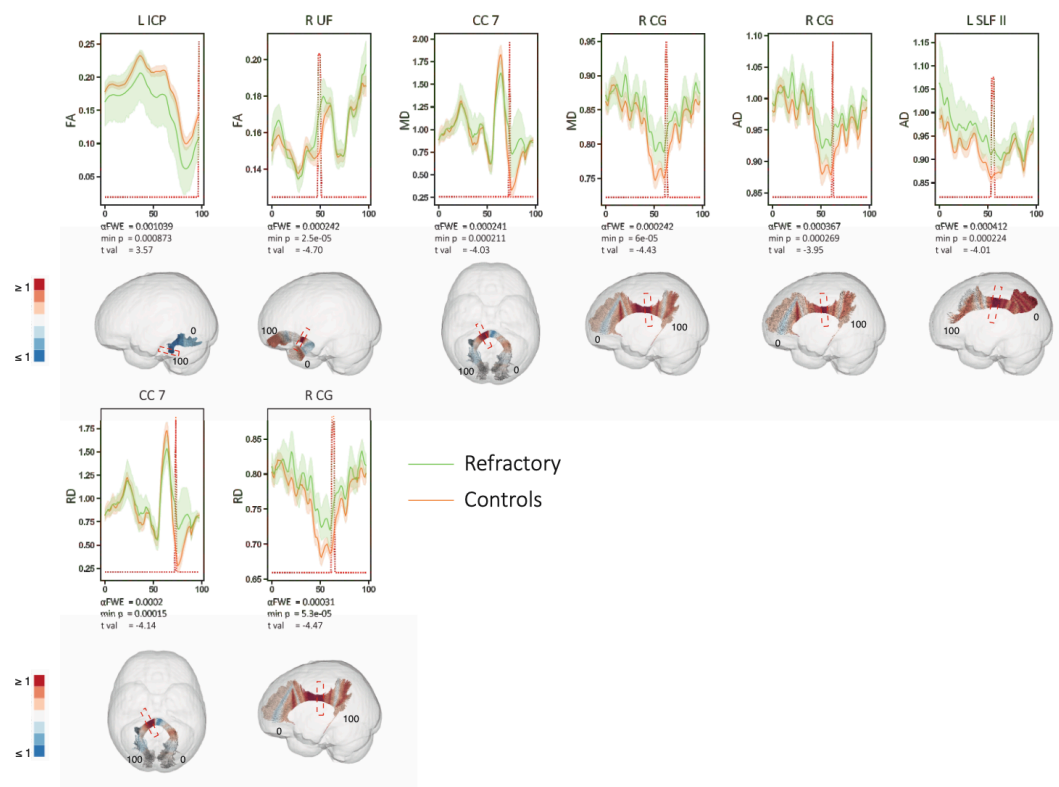 L ICP
R UF
CC 7
R CG
R CG
L SLF II
FA
0.25
0.20
0.15
0.10
0.05
0
50
100
FA
0.20
0.18
0.16
0.14
0
50
100
MD
2.00
1.75
1.50
1.25
1.00
0.75
0.50
0.25
0
50
100
MD
0.95
0.90
0.85
0.80
0.75
0
50
100
AD
1.10
1.05
1.00
0.95
0.90
0.85
0
50
100
AD
1.15
1.10
1.05
1.00
0.95
0.90
0.85
0
50
100
αFWE = 0.001039
min p = 0.000873
t val = 3.57
αFWE = 0.000242
min p = 2.5e-05
t val = -4.70
αFWE = 0.000241
min p = 0.000211
t val = -4.03
αFWE = 0.000242
min p = 6e-05
t val = -4.43
αFWE = 0.000367
min p = 0.000269
t val = -3.95
αFWE = 0.000412
min p = 0.000224
t val = -4.01
≥ 1
≤ 1
0
100
100
0
100
0
0
100
0
100
100
0
CC 7
R CG
RD
1.75
1.50
1.25
1.00
0.75
0.50
0.25
0
50
100
RD
0.85
0.80
0.75
0.70
0.65
0
50
100
Refractory
Controls
αFWE = 0.0002
min p = 0.00015
t val = -4.14
αFWE = 0.00031
min p = 5.3e-05
t val = -4.47
≥ 1
≤ 1
100
0
0
100